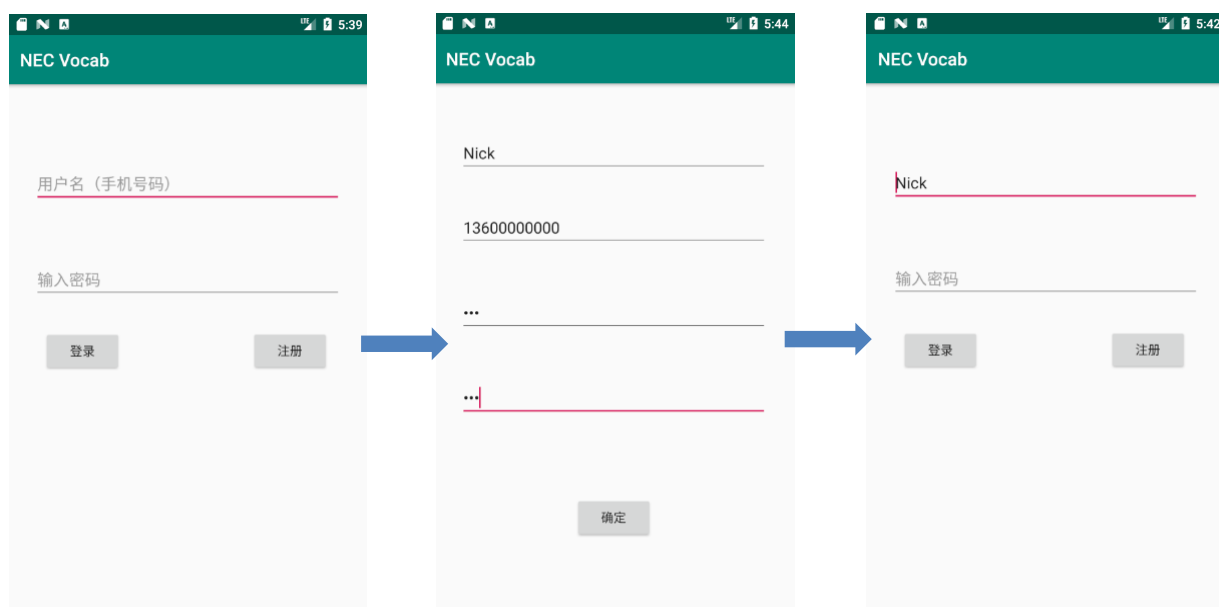 5:39
NEC Vocab
用户名（手机号码）
输入密码
登录
注册
5:44
NEC Vocab
Nick
13600000000
•••
•••
确定
5:42
NEC Vocab
Nick
输入密码
登录
注册